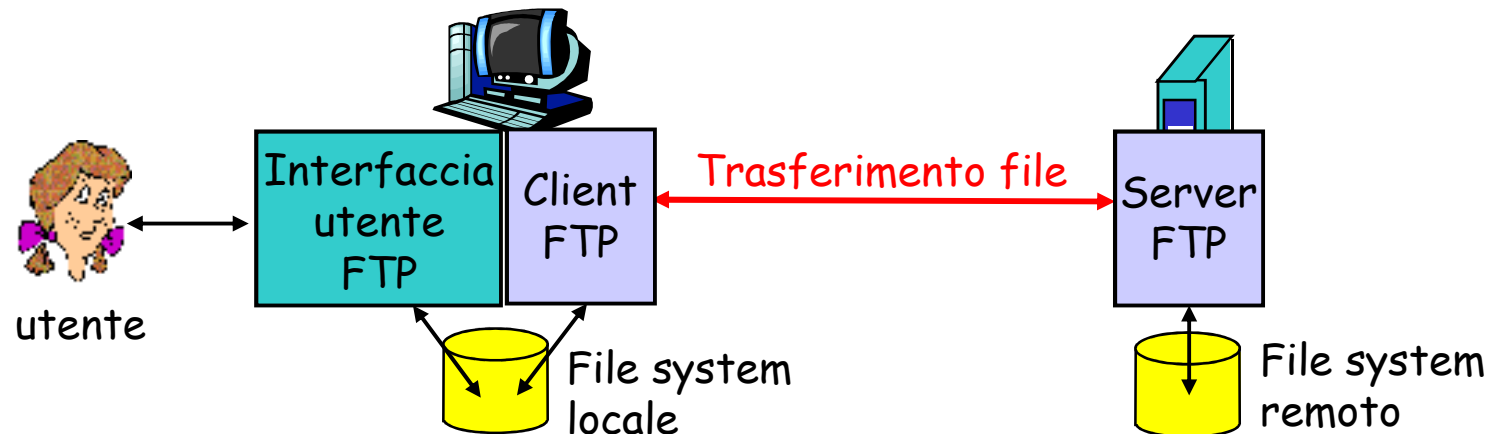 utente
Interfaccia
utente
FTP
Client
FTP
Trasferimento file
Server
FTP
File system
locale
File system
remoto